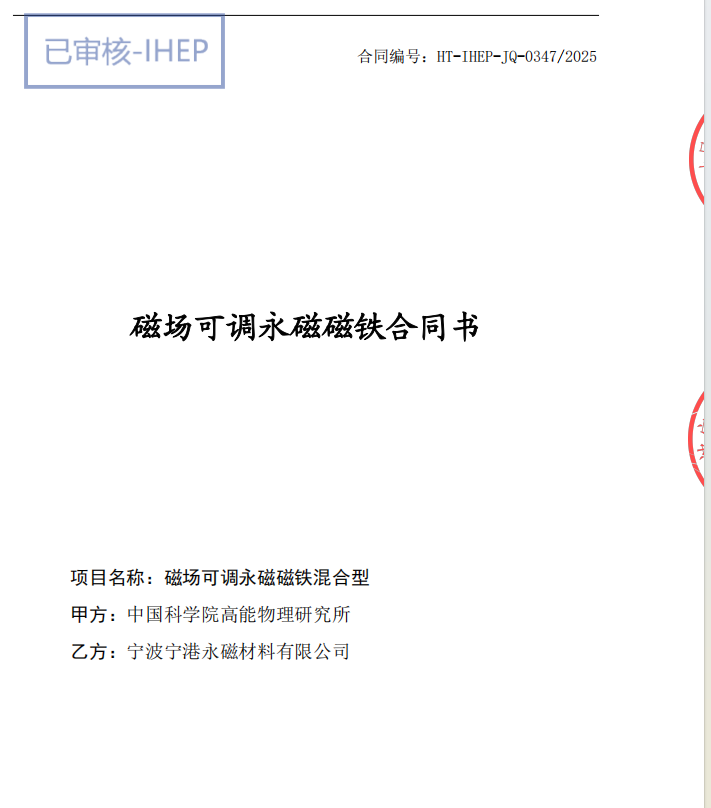 已审核-IHEP
合同编号：HT-IHEP-JQ-0347/2025
磁场可调永磁磁铁合同书
项目名称：磁场可调永磁磁铁混合型
甲方：中国科学院高能物理研究所
乙方：宁波宁港永磁材料有限公司